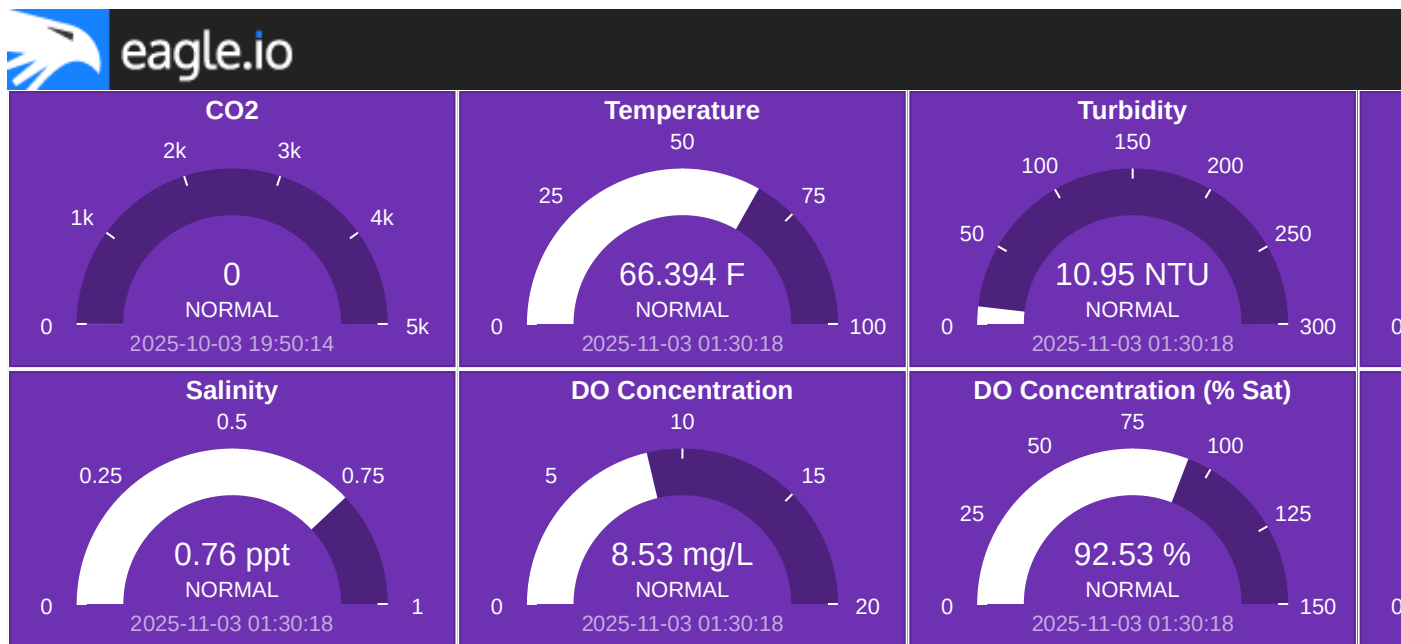 eagle.io
CO2
2k
3k
1k
4k
0
NORMAL
0
5k
2025-10-03 19:50:14
Temperature
50
25
75
66.394 F
NORMAL
0
100
2025-11-03 01:30:18
Turbidity
150
100
200
50
250
10.95 NTU
NORMAL
0
300
2025-11-03 01:30:18
0
Salinity
0.5
0.25
0.75
0.76 ppt
NORMAL
0
1
2025-11-03 01:30:18
DO Concentration
10
5
15
8.53 mg/L
NORMAL
0
20
2025-11-03 01:30:18
DO Concentration (% Sat)
75
50
100
25
125
92.53 %
NORMAL
0
150
2025-11-03 01:30:18
0